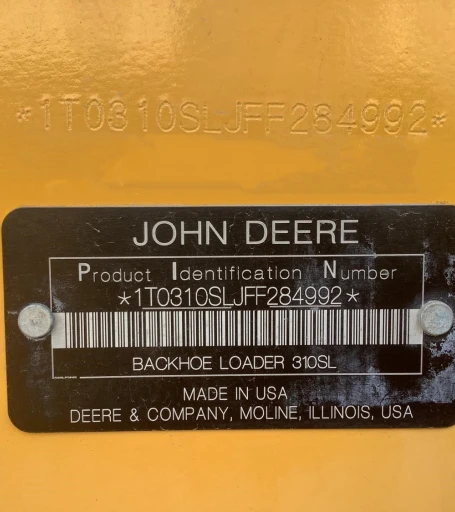 *1T0310SLJFF284992*
JOHN DEERE
Product Identification Number
*1T0310SLJFF284992*
BACKHOE LOADER 310SL
MADE IN USA
DEERE & COMPANY, MOLINE, ILLINOIS, USA